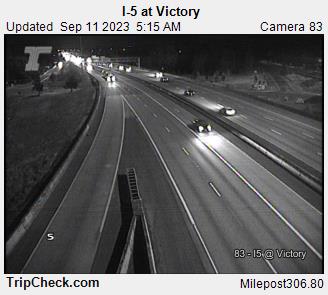 I-5 at Victory
Updated Sep 11 2023 5:15 AM Camera 83
S
83 - I5 @ Victory
TripCheck.com Milepost306.80